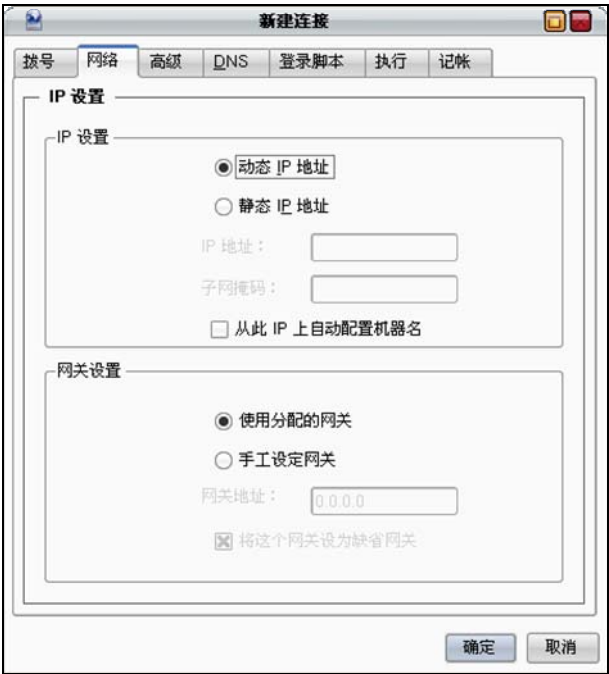 新建连接
拨号 网络 高级 DNS 登录脚本 执行 记帐
IP 设置
IP 设置
动态 IP 地址
静态 IP 地址
IP 地址：
子网掩码：
从此 IP 上自动配置机器名
网关设置
使用分配的网关
手工设定网关
网关地址： 0.0.0.0
将这个网关设为缺省网关
确定 取消